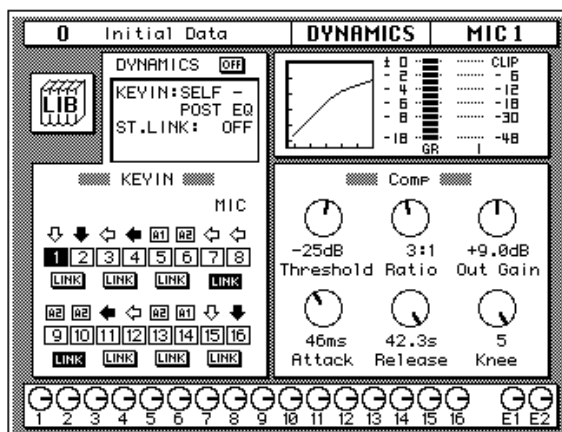 0 Initial Data DYNAMICS MIC 1
DYNAMICS OFF
LIB
KEYIN:SELF -
POST EQ
ST.LINK: OFF
± 0 CLIP
- 2 - 6
- 4 -12
- 6 -18
- 8 -30
-18 -48
GR 1
KEYIN
MIC
A1 A2
1 2 3 4 5 6 7 8
LINK LINK LINK LINK
A2 A2 A2 A1
9 10 11 12 13 14 15 16
LINK LINK LINK LINK
Comp
-25dB 3:1 +9.0dB
Threshold Ratio Out Gain
46ms 42.3s 5
Attack Release Knee
1 2 3 4 5 6 7 8 9 10 11 12 13 14 15 16 E1 E2